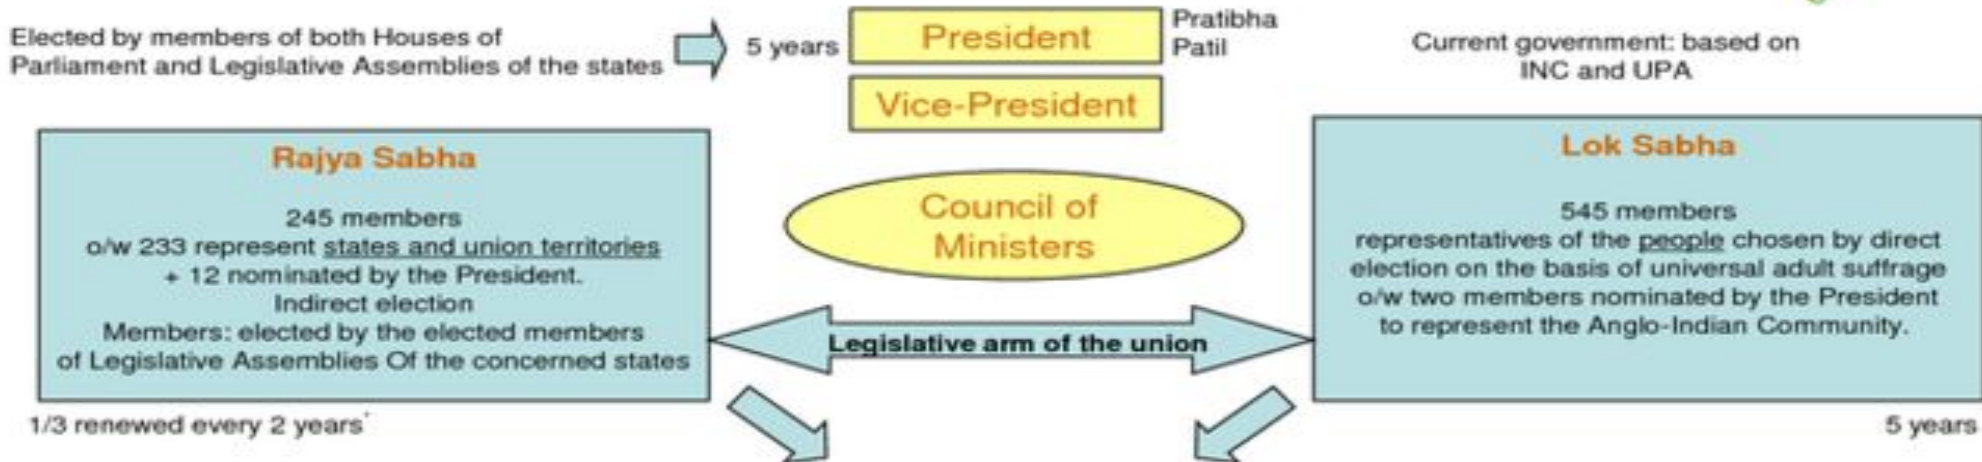 Elected by members of both Houses of
Parliament and Legislative Assemblies of the states
5 years
President
Pratibha
Patil
Current government: based on
INC and UPA
Vice-President
Rajya Sabha
245 members
o/w 233 represent states and union territories
+ 12 nominated by the President.
Indirect election
Members: elected by the elected members
of Legislative Assemblies Of the concerned states
1/3 renewed every 2 years
Council of
Ministers
Legislative arm of the union
Lok Sabha
545 members
representatives of the people chosen by direct
election on the basis of universal adult suffrage
o/w two members nominated by the President
to represent the Anglo-Indian Community.
5 years